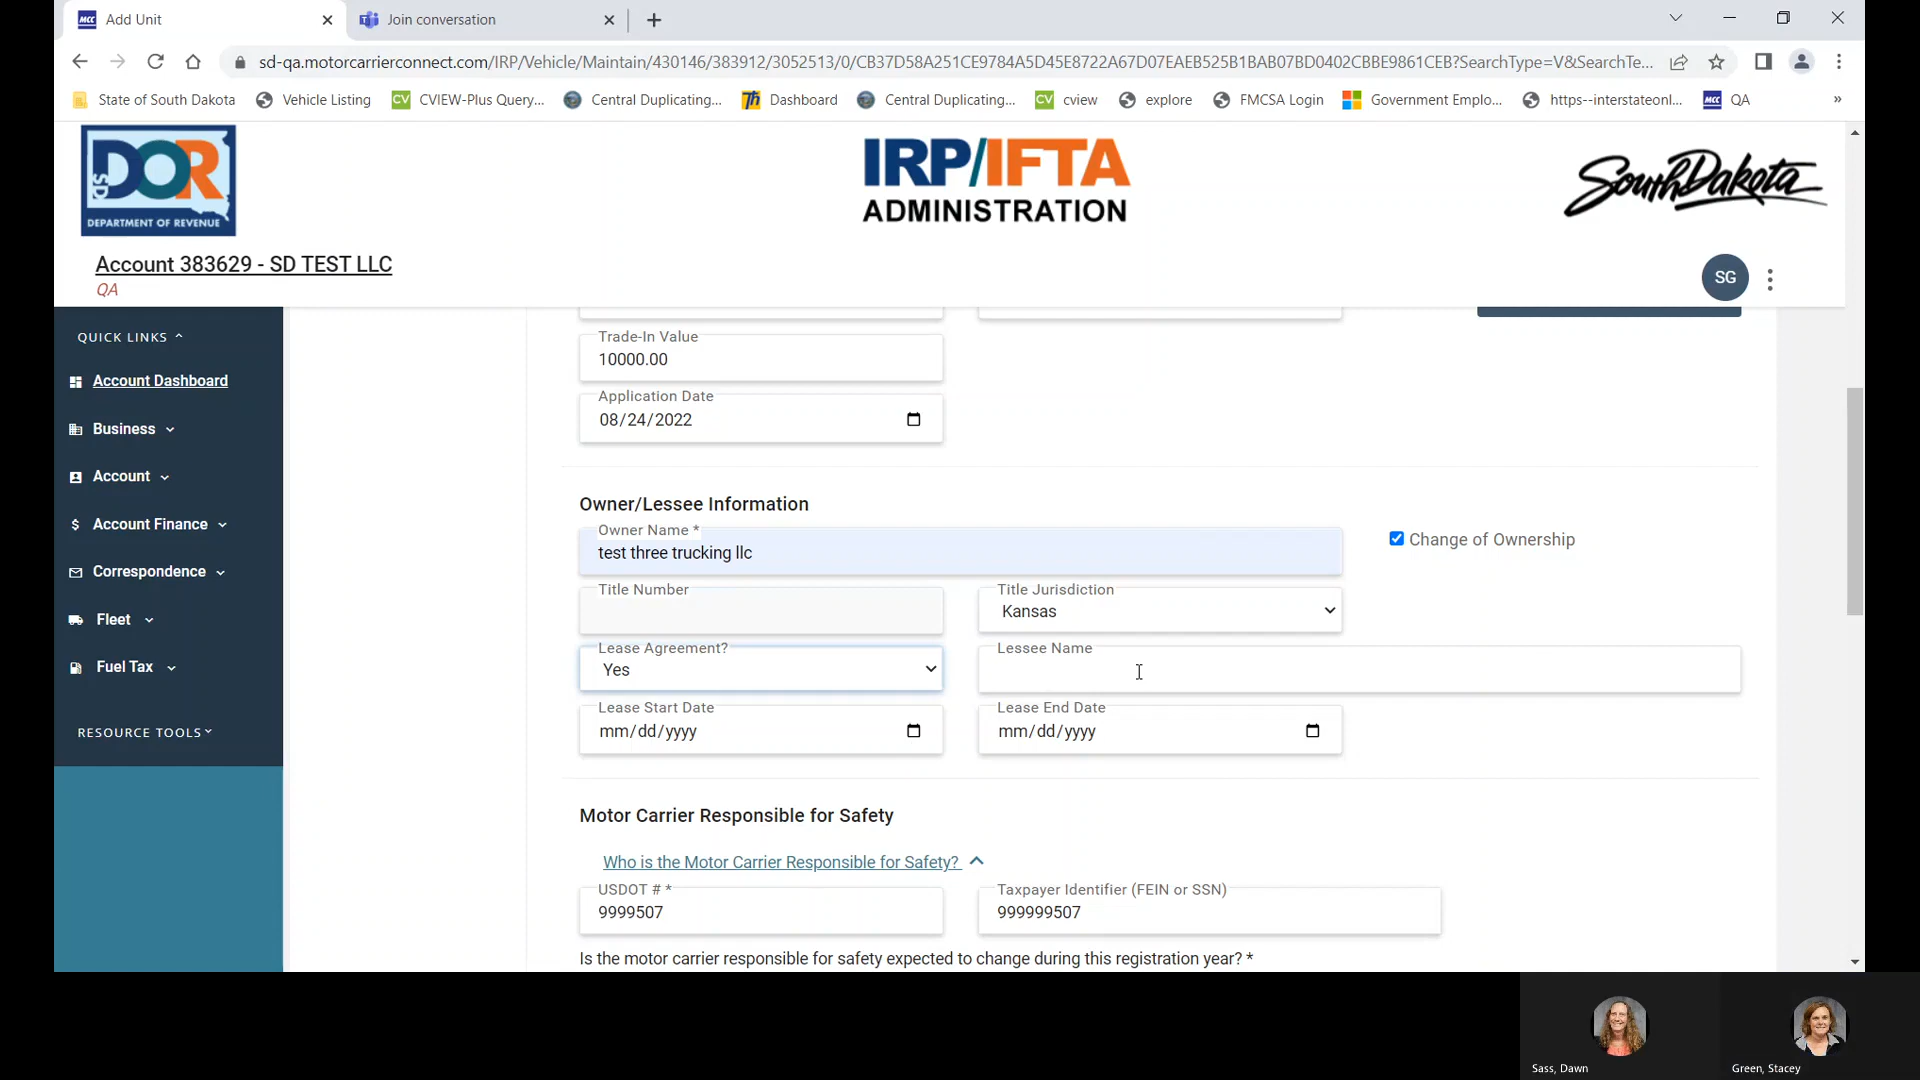 Add Unit
Join conversation
sd-qa.motorcarrierconnect.com/IRP/Vehicle/Maintain/430146/383912/3052513/0/CB37D58A251CE9784A5D45E8722A67D07EAEB525B1BAB07BD0402CBBE9861CEB?SearchType=V&SearchTe...
State of South Dakota
Vehicle Listing
CV CVIEW-Plus Query...
Central Duplicating...
Dashboard
Central Duplicating...
CV cview
explore
FMCSA Login
Government Emplo...
https--interstateonl...
MCC QA
»
SD DOR
DEPARTMENT OF REVENUE
IRP/IFTA
ADMINISTRATION
South Dakota
Account 383629 - SD TEST LLC
QA
SG
QUICK LINKS
Account Dashboard
Business
Account
Account Finance
Correspondence
Fleet
Fuel Tax
RESOURCE TOOLS
Trade-In Value
10000.00
Application Date
08/24/2022
Owner/Lessee Information
Owner Name *
test three trucking llc
Change of Ownership
Title Number
Title Jurisdiction
Kansas
Lease Agreement?
Yes
Lessee Name
Lease Start Date
mm/dd/yyyy
Lease End Date
mm/dd/yyyy
Motor Carrier Responsible for Safety
Who is the Motor Carrier Responsible for Safety?
USDOT # *
9999507
Taxpayer Identifier (FEIN or SSN)
999999507
Is the motor carrier responsible for safety expected to change during this registration year? *
Sass, Dawn
Green, Stacey